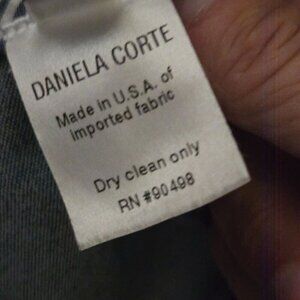 DANIELA CORTE
Made in U.S.A. of
imported fabric
Dry clean only
RN #90498